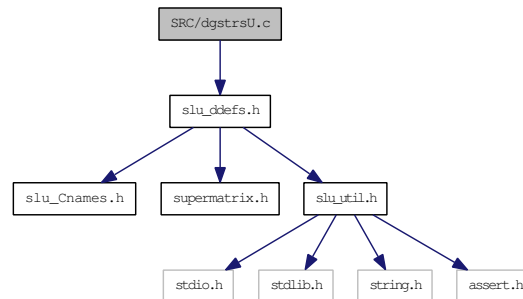 SRC/dgstrsU.c
slu_ddefs.h
slu_Cnames.h
supermatrix.h
slu_util.h
stdio.h
stdlib.h
string.h
assert.h